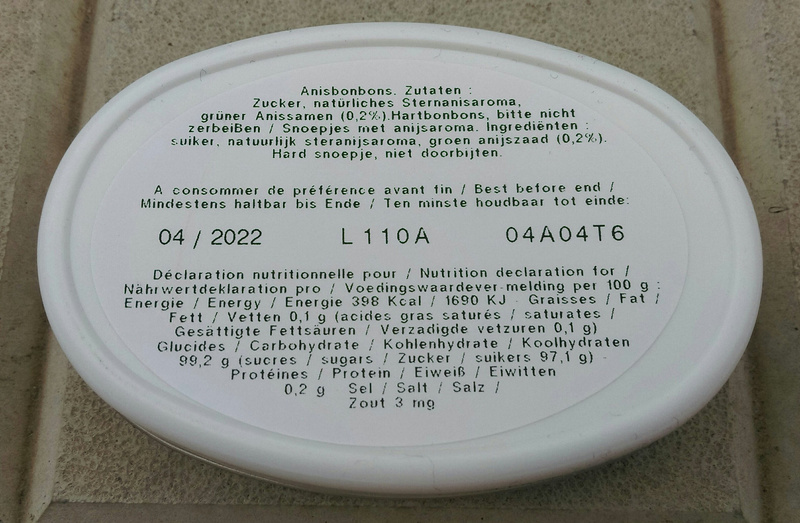 Anisbonbons. Zutaten :
Zucker, natürliches Sternanisaroma,
grüner Anissamen (0,2%).Hartbonbons, bitte nicht
zerbeißen / Snoepjes met anijsaroma. Ingrediënten :
suiker, natuurlijk steranijsaroma, groen anijszaad (0,2%).
Hard snoepje, niet doorbijten.
A consommer de préférence avant fin / Best before end /
Mindestens haltbar bis Ende / Ten minste houdbaar tot einde:
04 / 2022 L110A 04A04T6
Déclaration nutritionnelle pour / Nutrition declaration for /
Nährwertdeklaration pro / Voedingswaardever-melding per 100 g :
Energie / Energy / Energie 398 Kcal / 1690 KJ - Graisses / Fat /
Fett / Vetten 0,1 g (acides gras saturés / saturates /
Gesättigte Fettsäuren / Verzadigde vetzuren 0,1 g)
Glucides / Carbohydrate / Kohlenhydrate / Koolhydraten
99,2 g (sucres / sugars / Zucker / suikers 97,1 g) -
Protéines / Protein / Eiweiß / Eiwitten
0,2 g Sel / Salt / Salz /
Zout 3 mg